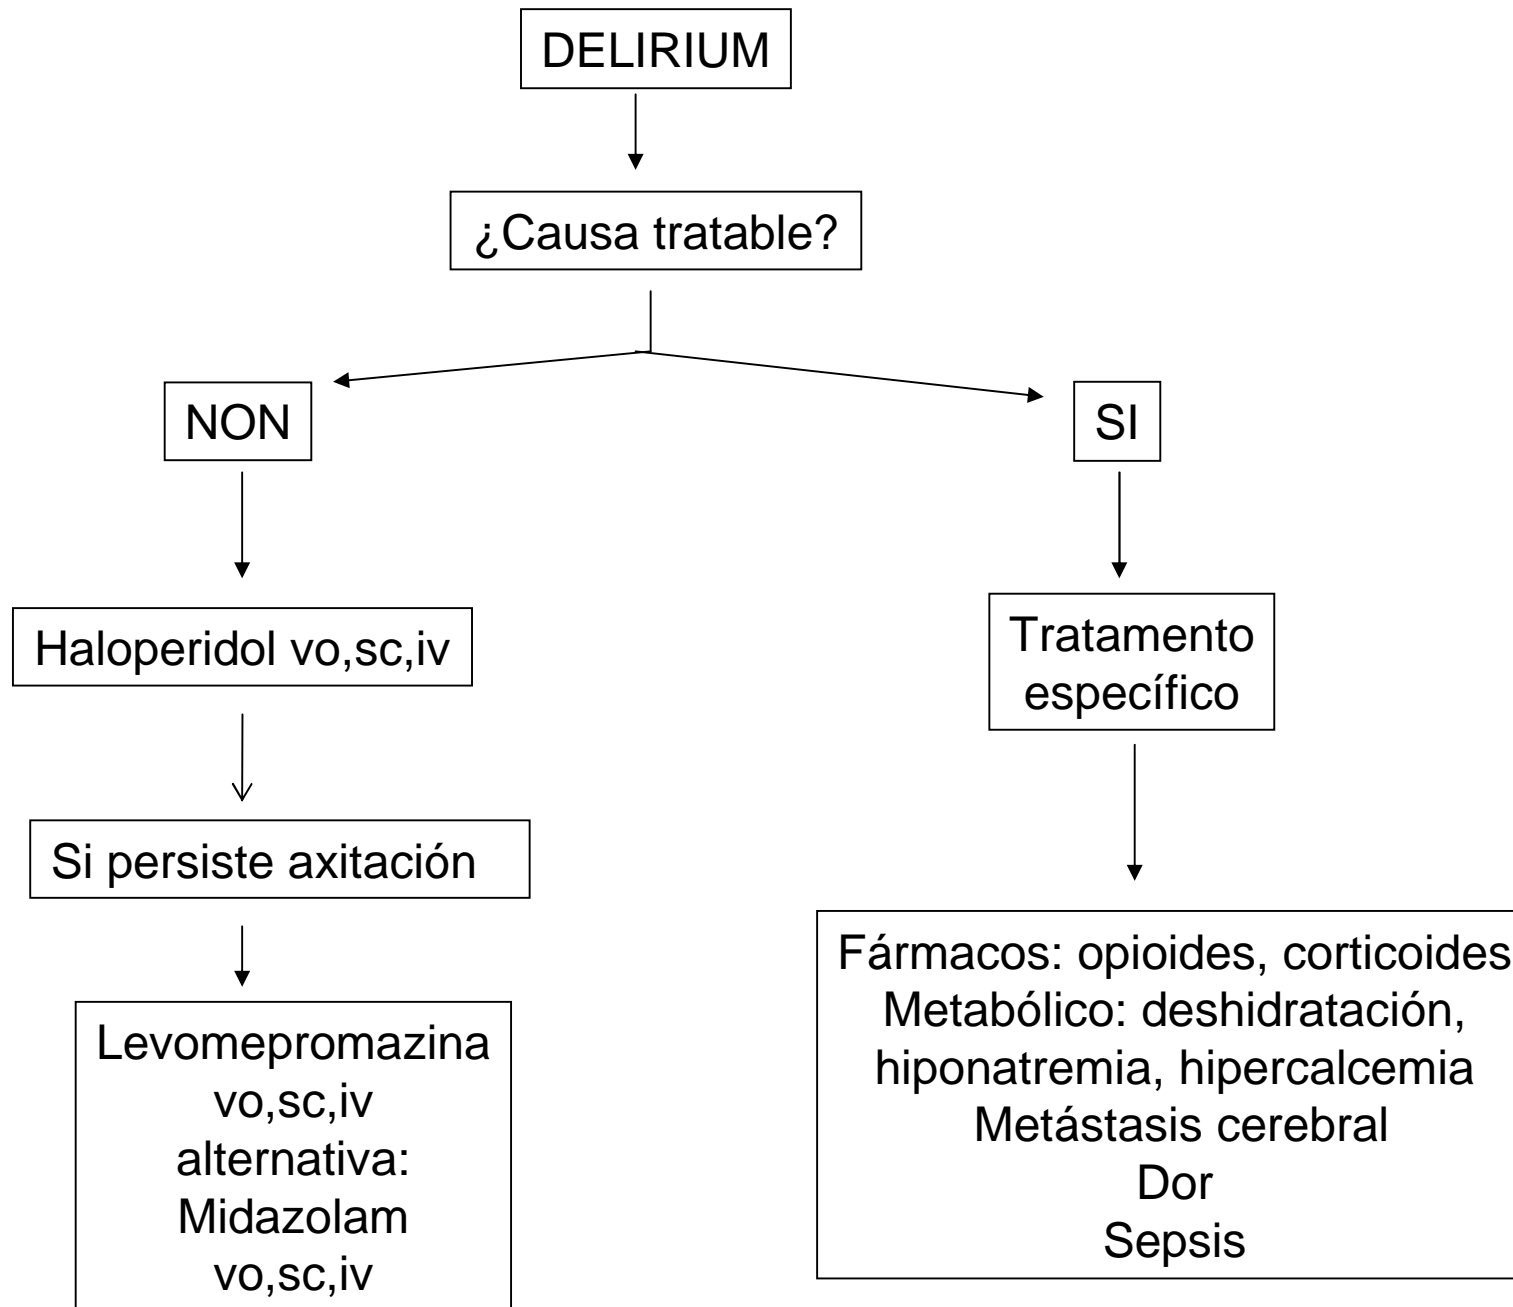 DELIRIUM
¿Causa tratable?
NON
SI
Haloperidol vo,sc,iv
Tratamento
específico
Si persiste axitación
Levomepromazina
vo,sc,iv
alternativa:
Midazolam
vo,sc,iv
Fármacos: opioides, corticoides
Metabólico: deshidratación,
hiponatremia, hipercalcemia
Metástasis cerebral
Dor
Sepsis